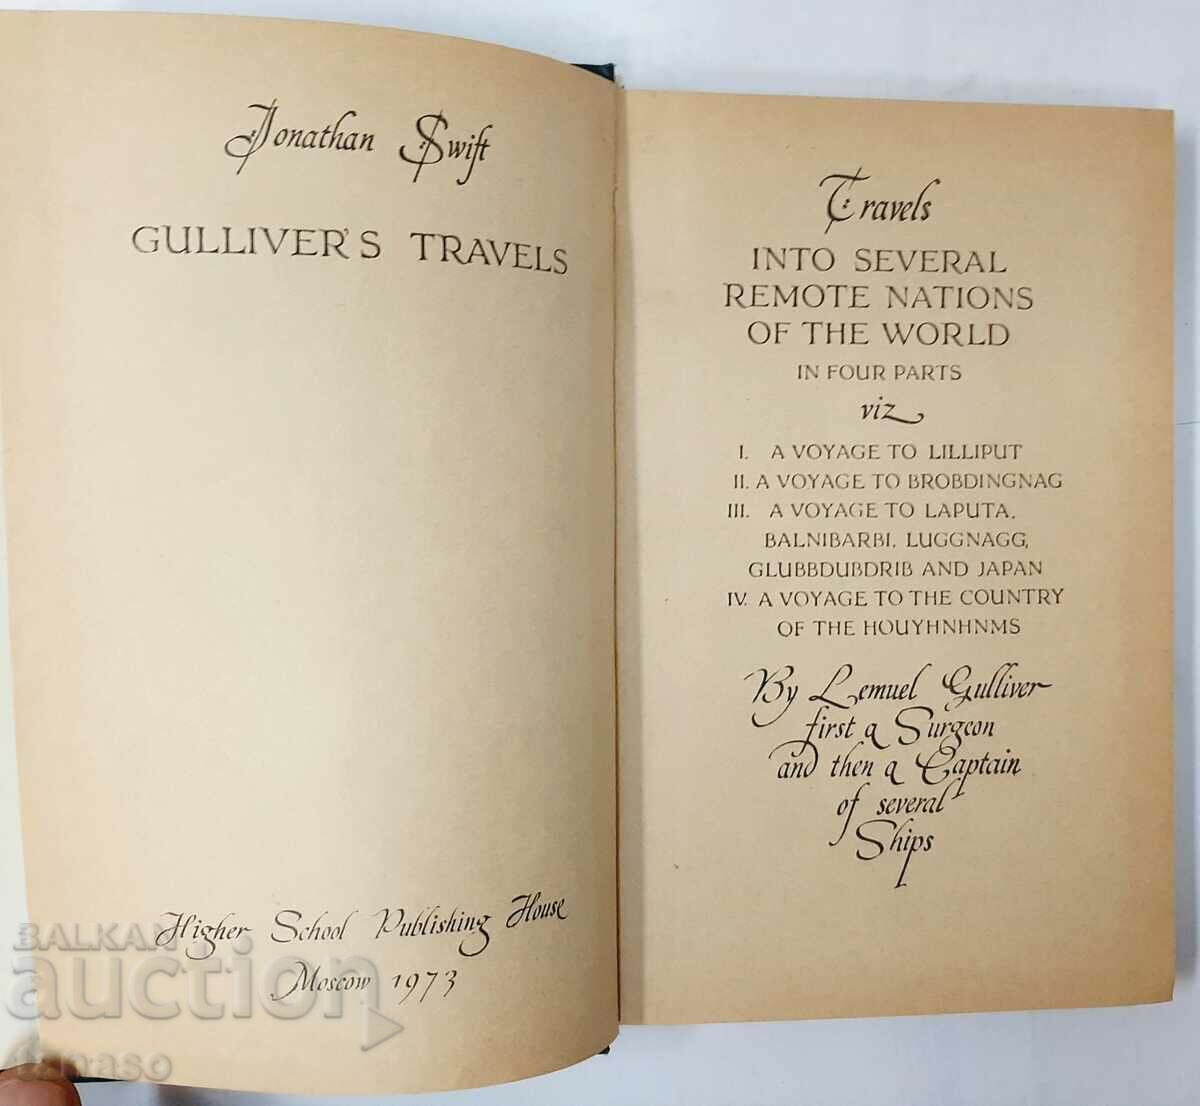 Jonathan Swift
GULLIVER'S TRAVELS
Higher School Publishing House
Moscow 1973
Travels
INTO SEVERAL
REMOTE NATIONS
OF THE WORLD
IN FOUR PARTS
viz
I. A VOYAGE TO LILLIPUT
II. A VOYAGE TO BROBDINGNAG
III. A VOYAGE TO LAPUTA,
BALNIBARBI, LUGGNAGG,
GLUBBDUBDRIB AND JAPAN
IV. A VOYAGE TO THE COUNTRY
OF THE HOUYHNHNMS
By Lemuel Gulliver
first a Surgeon
and then a Captain
of several
Ships
BALKAN
auction